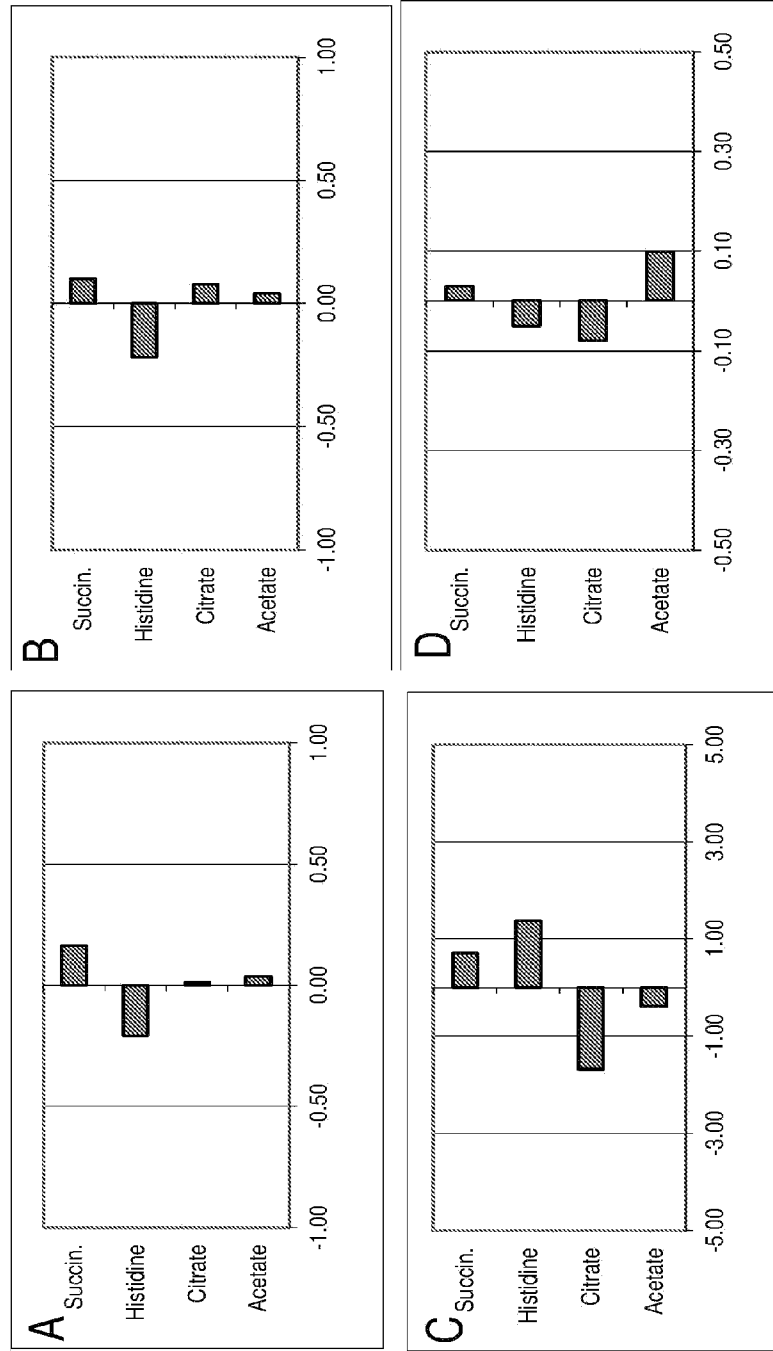 A
Succin.
Histidine
Citrate
Acetate
-1.00
-0.50
0.00
0.50
1.00
B
Succin.
Histidine
Citrate
Acetate
-1.00
-0.50
0.00
0.50
1.00
C
Succin.
Histidine
Citrate
Acetate
-5.00
-3.00
-1.00
1.00
3.00
5.00
D
Succin.
Histidine
Citrate
Acetate
-0.50
-0.30
-0.10
0.10
0.30
0.50